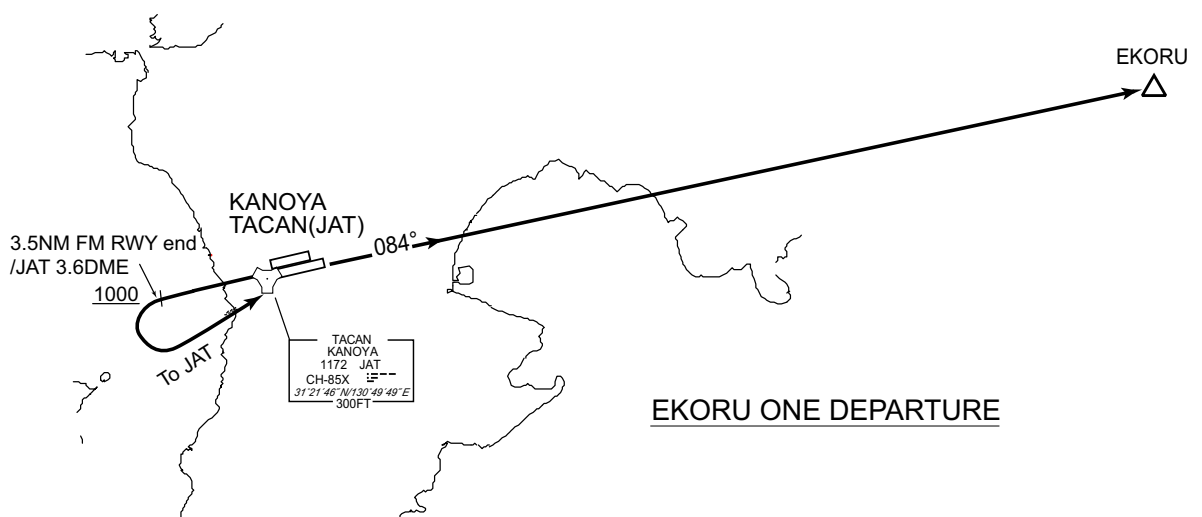 EKORU
KANOYA
TACAN(JAT)
084°
3.5NM FM RWY end
/JAT 3.6DME
1000
To JAT
TACAN
KANOYA
1172 JAT
CH-85X
31°21′46″N/130°49′49″E
300FT
EKORU ONE DEPARTURE